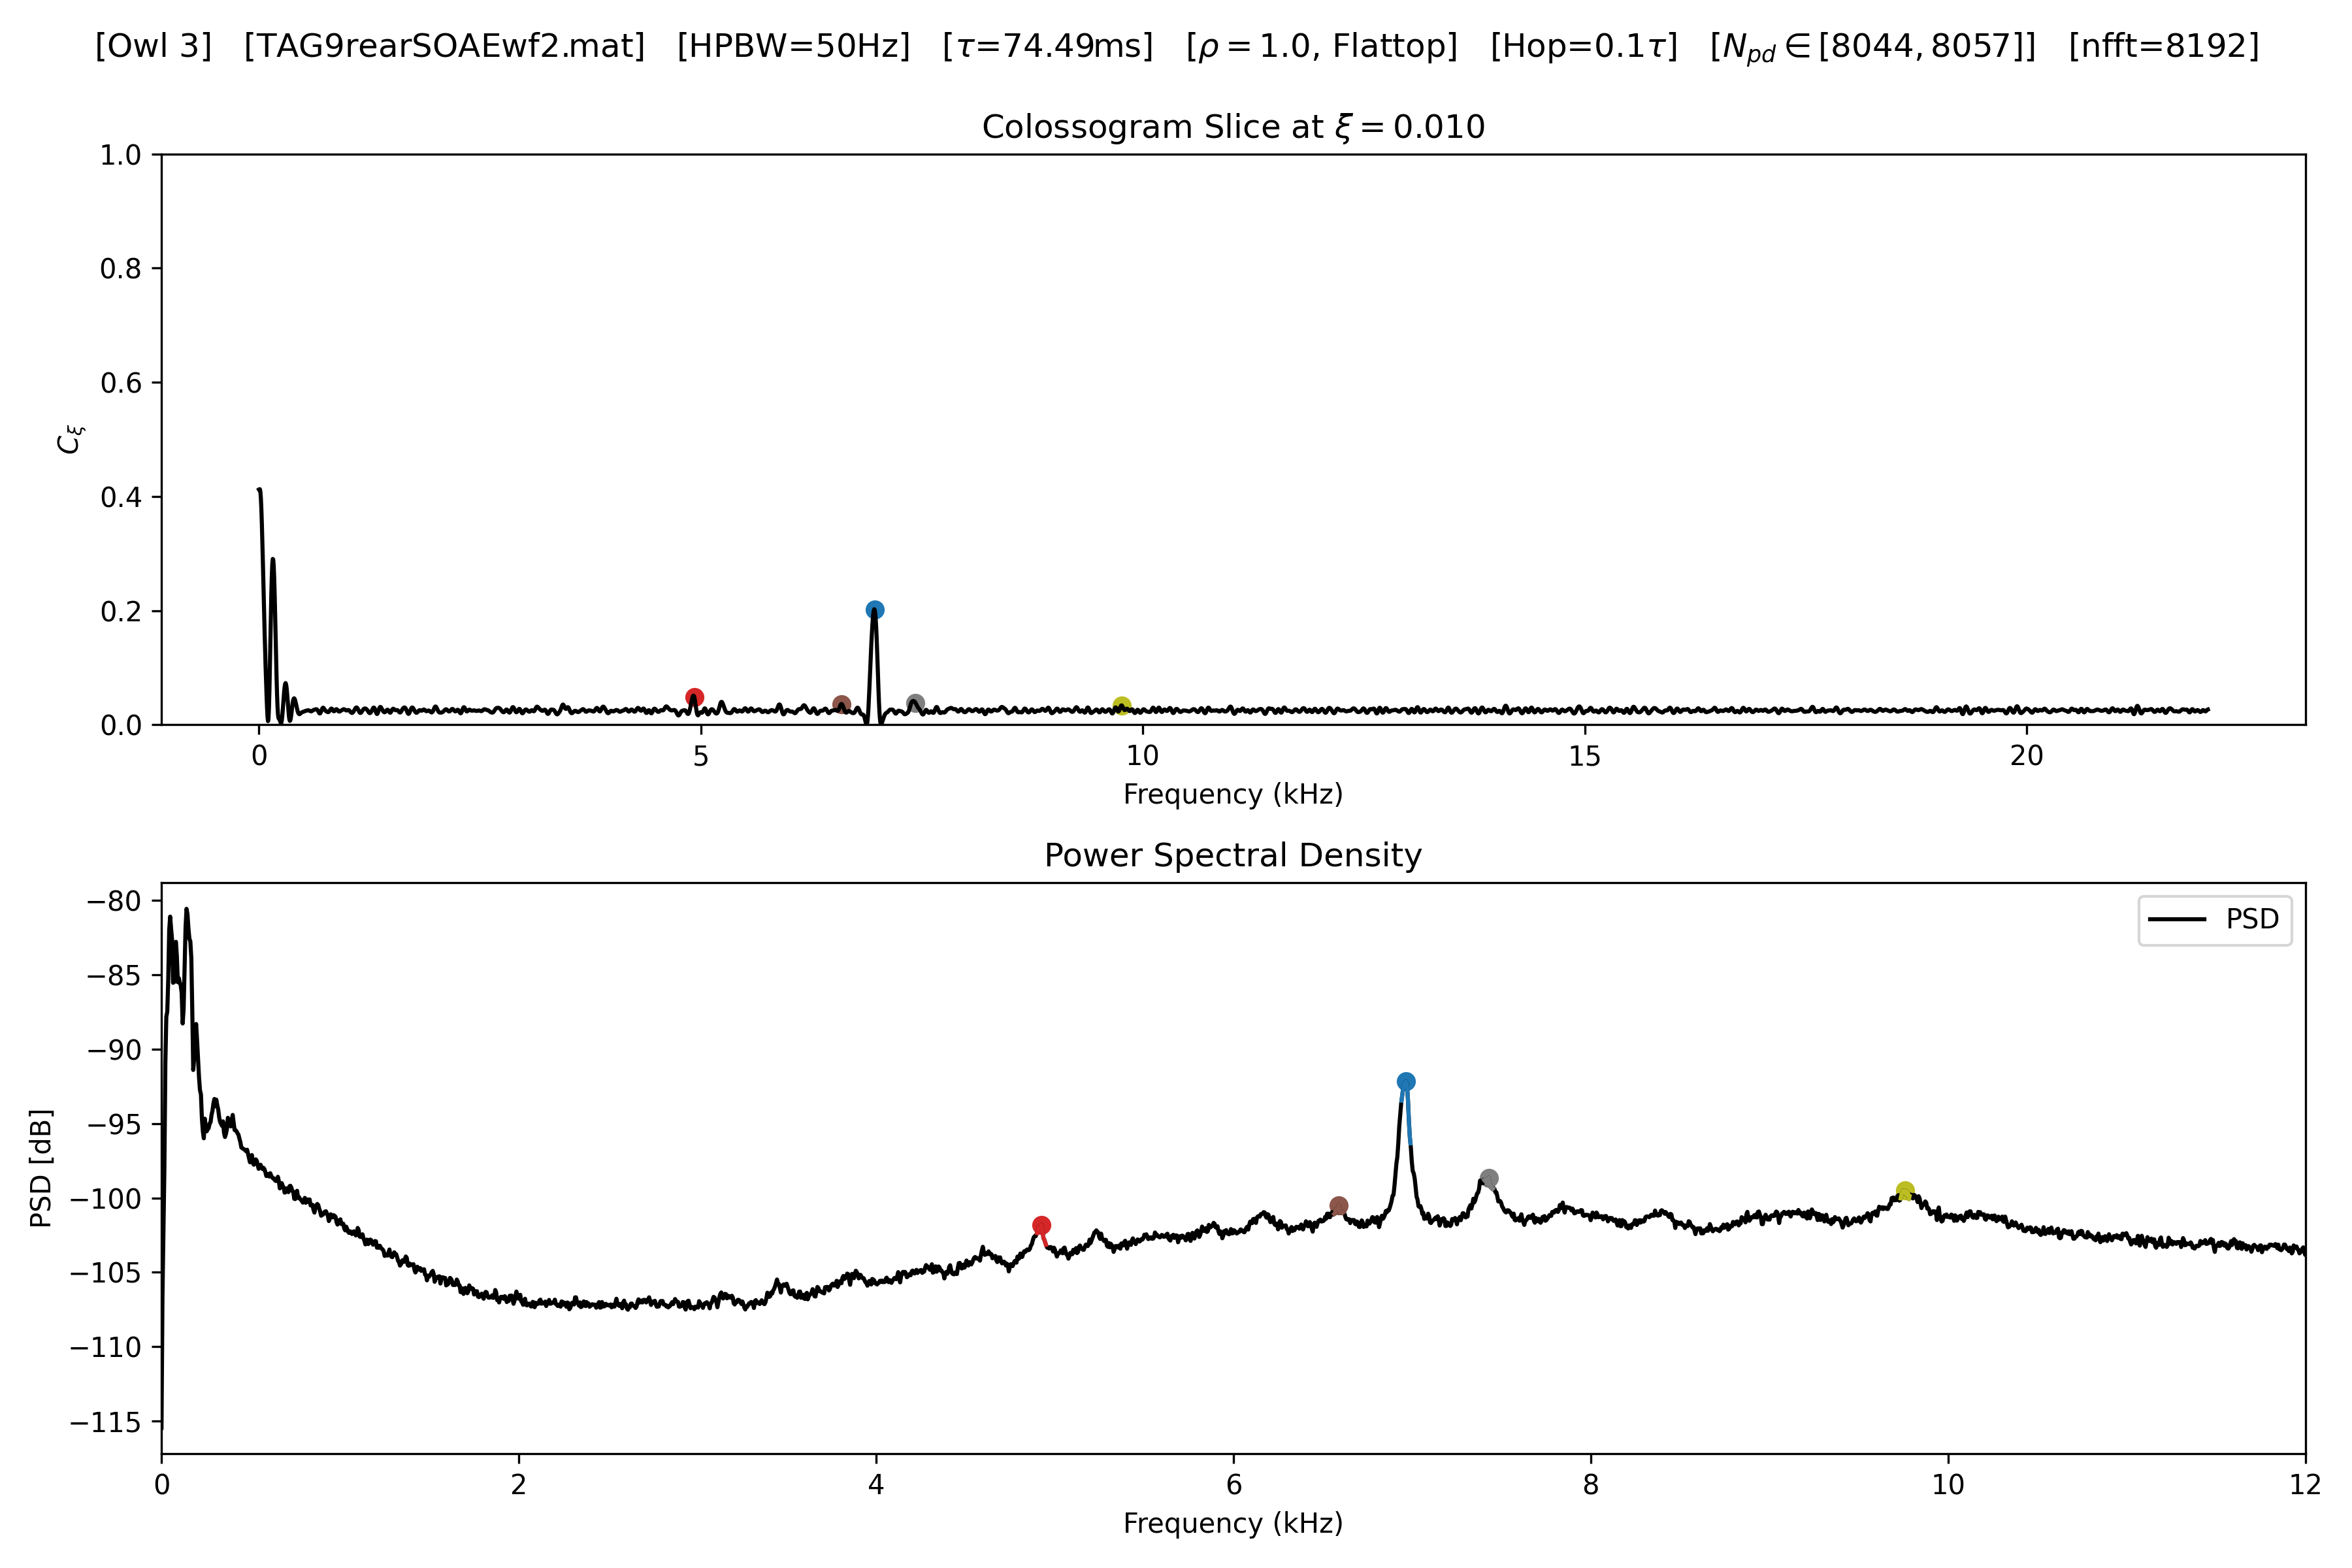 [Owl 3] [TAG9rearSOAEwf2.mat] [HPBW=50Hz] [τ=74.49ms] [ρ = 1.0, Flattop] [Hop=0.1τ] [N_pd ∈ [8044, 8057]] [nfft=8192]
Colossogram Slice at ξ = 0.010
1.0
0.8
0.6
0.4
0.2
0.0
C_ξ
0 5 10 15 20
Frequency (kHz)
Power Spectral Density
−80
−85
−90
−95
−100
−105
−110
−115
PSD [dB]
PSD
0 2 4 6 8 10 12
Frequency (kHz)